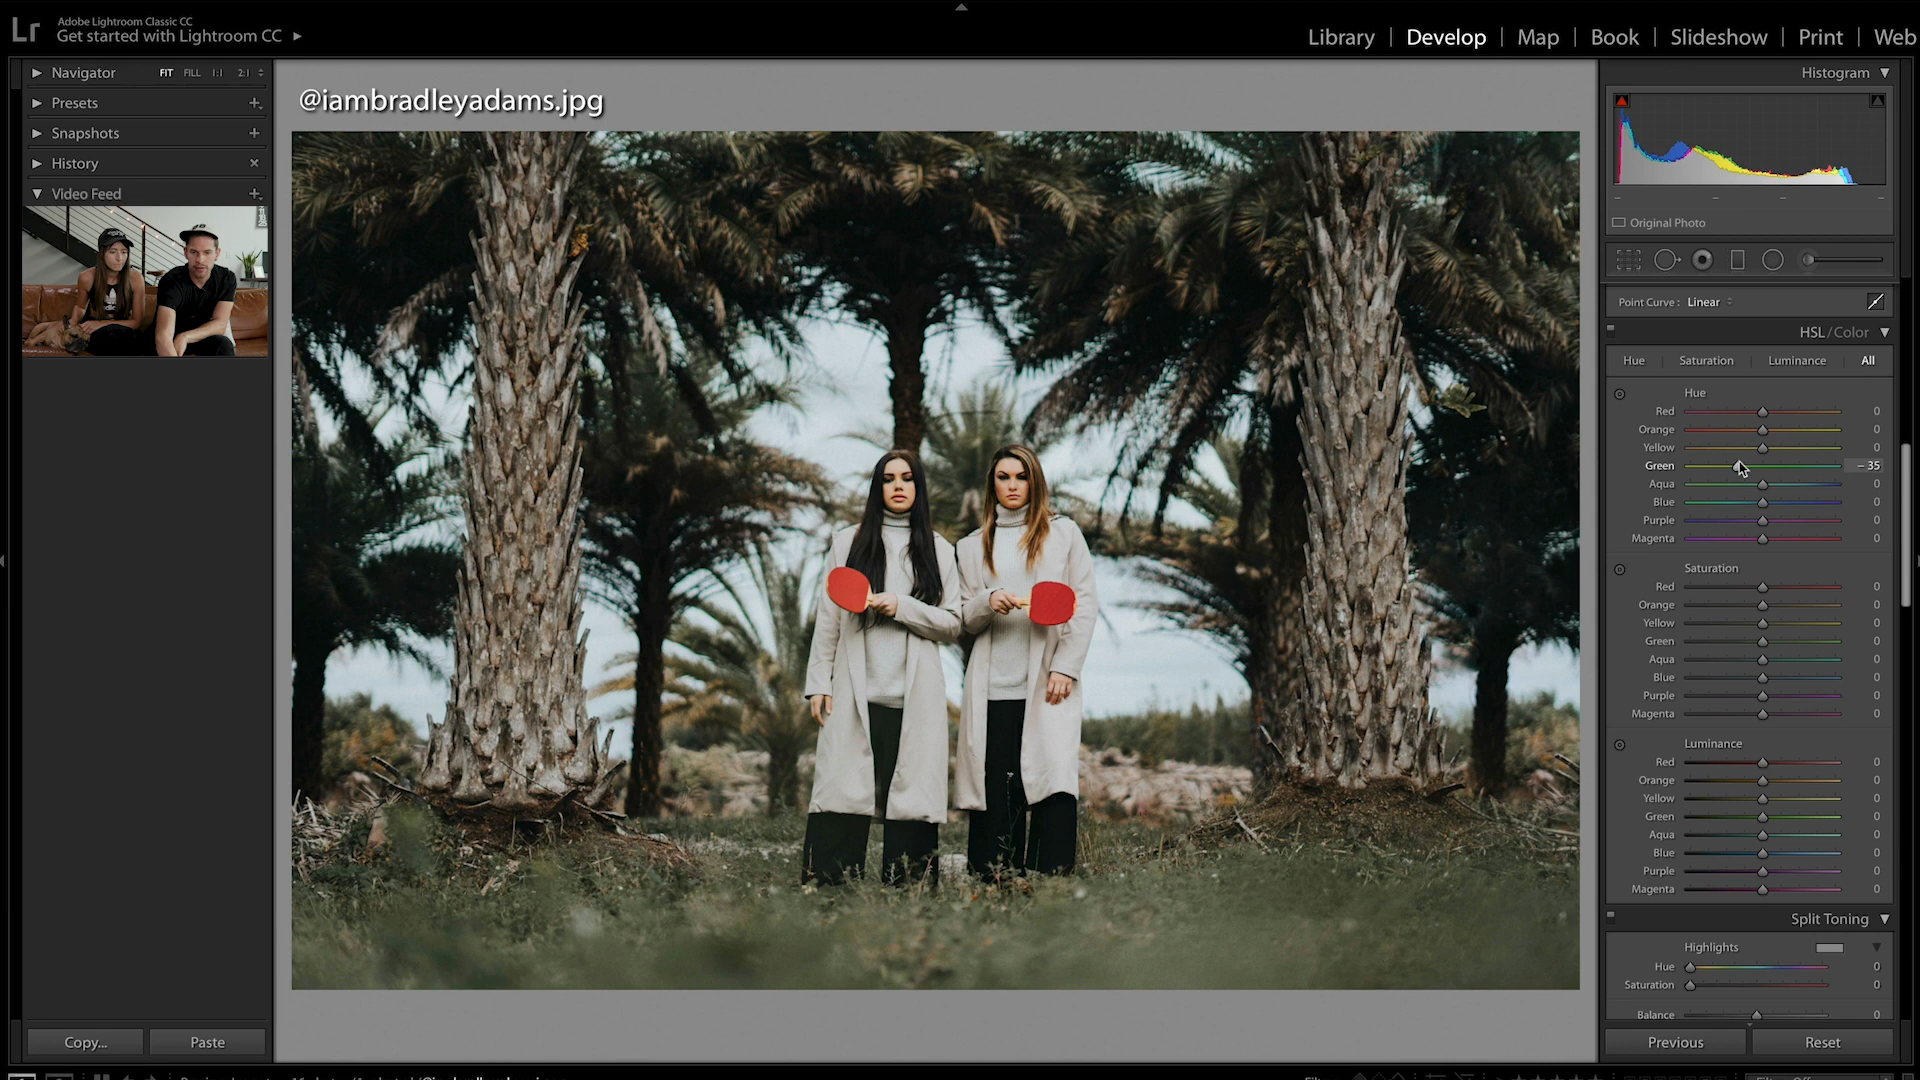 Lr
Adobe Lightroom Classic CC
Get started with Lightroom CC
Library | Develop | Map | Book | Slideshow | Print | Web
Navigator FIT FILL 1:1 2:1
Presets
Snapshots
History
Video Feed
Copy...
Paste
@iambradleyadams.jpg
Histogram
Original Photo
Point Curve : Linear
HSL / Color
Hue Saturation Luminance All
Hue
Red 0
Orange 0
Yellow 0
Green – 35
Aqua 0
Blue 0
Purple 0
Magenta 0
Saturation
Red 0
Orange 0
Yellow 0
Green 0
Aqua 0
Blue 0
Purple 0
Magenta 0
Luminance
Red 0
Orange 0
Yellow 0
Green 0
Aqua 0
Blue 0
Purple 0
Magenta 0
Split Toning
Highlights
Hue 0
Saturation 0
Balance 0
Previous
Reset